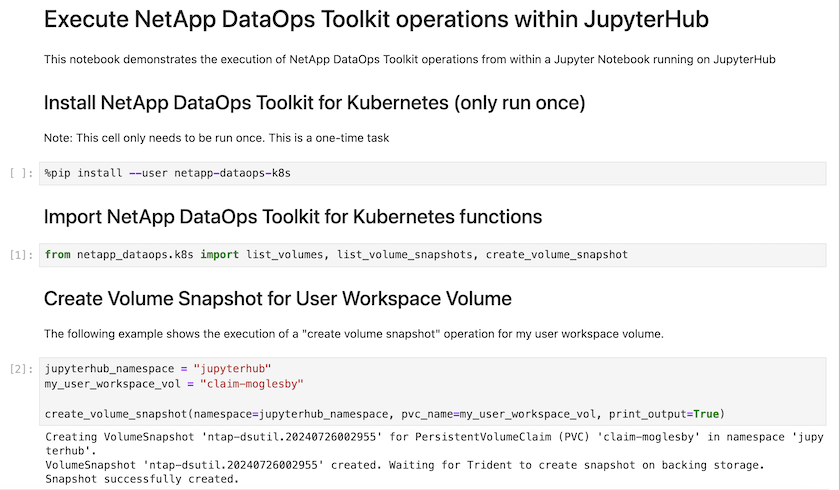 Execute NetApp DataOps Toolkit operations within JupyterHub
This notebook demonstrates the execution of NetApp DataOps Toolkit operations from within a Jupyter Notebook running on JupyterHub
Install NetApp DataOps Toolkit for Kubernetes (only run once)
Note: This cell only needs to be run once. This is a one-time task
[ ]: %pip install --user netapp-dataops-k8s
Import NetApp DataOps Toolkit for Kubernetes functions
[1]: from netapp_dataops.k8s import list_volumes, list_volume_snapshots, create_volume_snapshot
Create Volume Snapshot for User Workspace Volume
The following example shows the execution of a "create volume snapshot" operation for my user workspace volume.
[2]: jupyterhub_namespace = "jupyterhub"
my_user_workspace_vol = "claim-moglesby"
create_volume_snapshot(namespace=jupyterhub_namespace, pvc_name=my_user_workspace_vol, print_output=True)
Creating VolumeSnapshot 'ntap-dsutil.20240726002955' for PersistentVolumeClaim (PVC) 'claim-moglesby' in namespace 'jupy
terhub'.
VolumeSnapshot 'ntap-dsutil.20240726002955' created. Waiting for Trident to create snapshot on backing storage.
Snapshot successfully created.